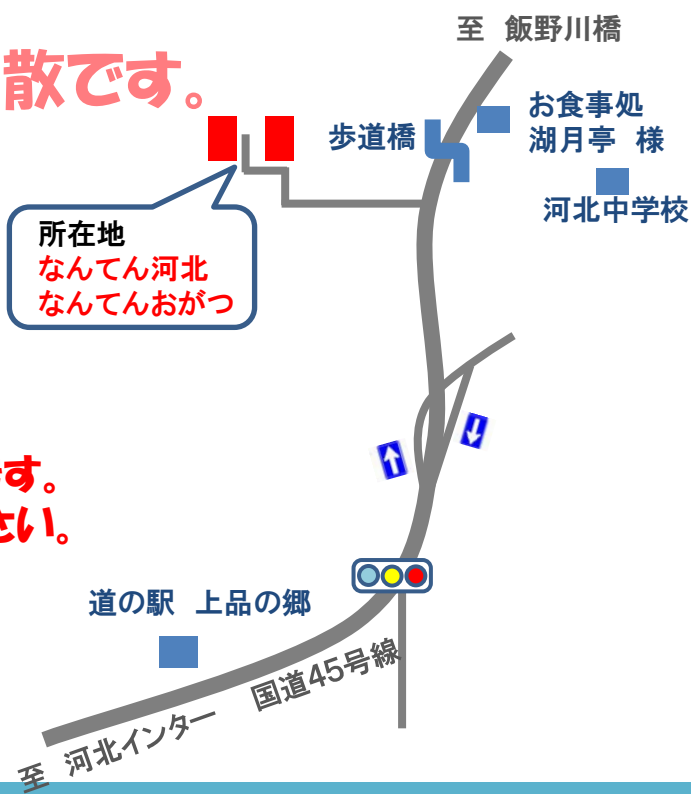 至 飯野川橋
散です。
お食事処
湖月亭 様
歩道橋
河北中学校
所在地
なんてん河北
なんてんおがつ
す。
さい。
道の駅 上品の郷
国道45号線
至 河北インター